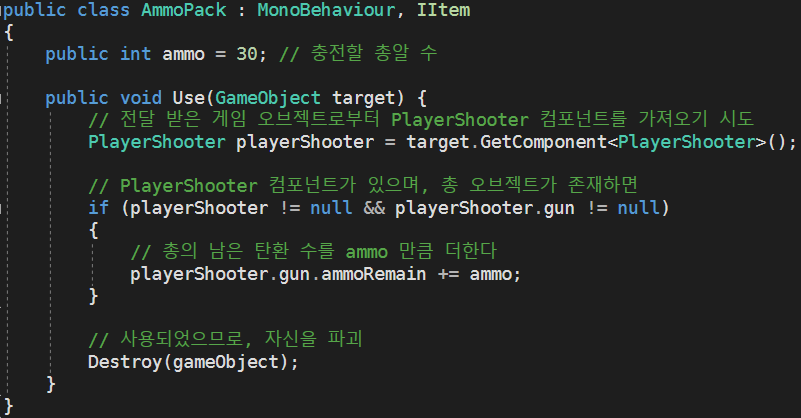 public class AmmoPack : MonoBehaviour, IItem
{
public int ammo = 30; // 충전할 총알 수
public void Use(GameObject target) {
// 전달 받은 게임 오브젝트로부터 PlayerShooter 컴포넌트를 가져오기 시도
PlayerShooter playerShooter = target.GetComponent<PlayerShooter>();
// PlayerShooter 컴포넌트가 있으며, 총 오브젝트가 존재하면
if (playerShooter != null && playerShooter.gun != null)
{
// 총의 남은 탄환 수를 ammo 만큼 더한다
playerShooter.gun.ammoRemain += ammo;
}
// 사용되었으므로, 자신을 파괴
Destroy(gameObject);
}
}